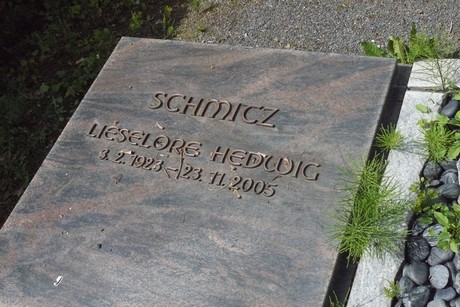 SCHMICZ
LIESELORE HEDWIG
3.2.1923 – 23.11.2005